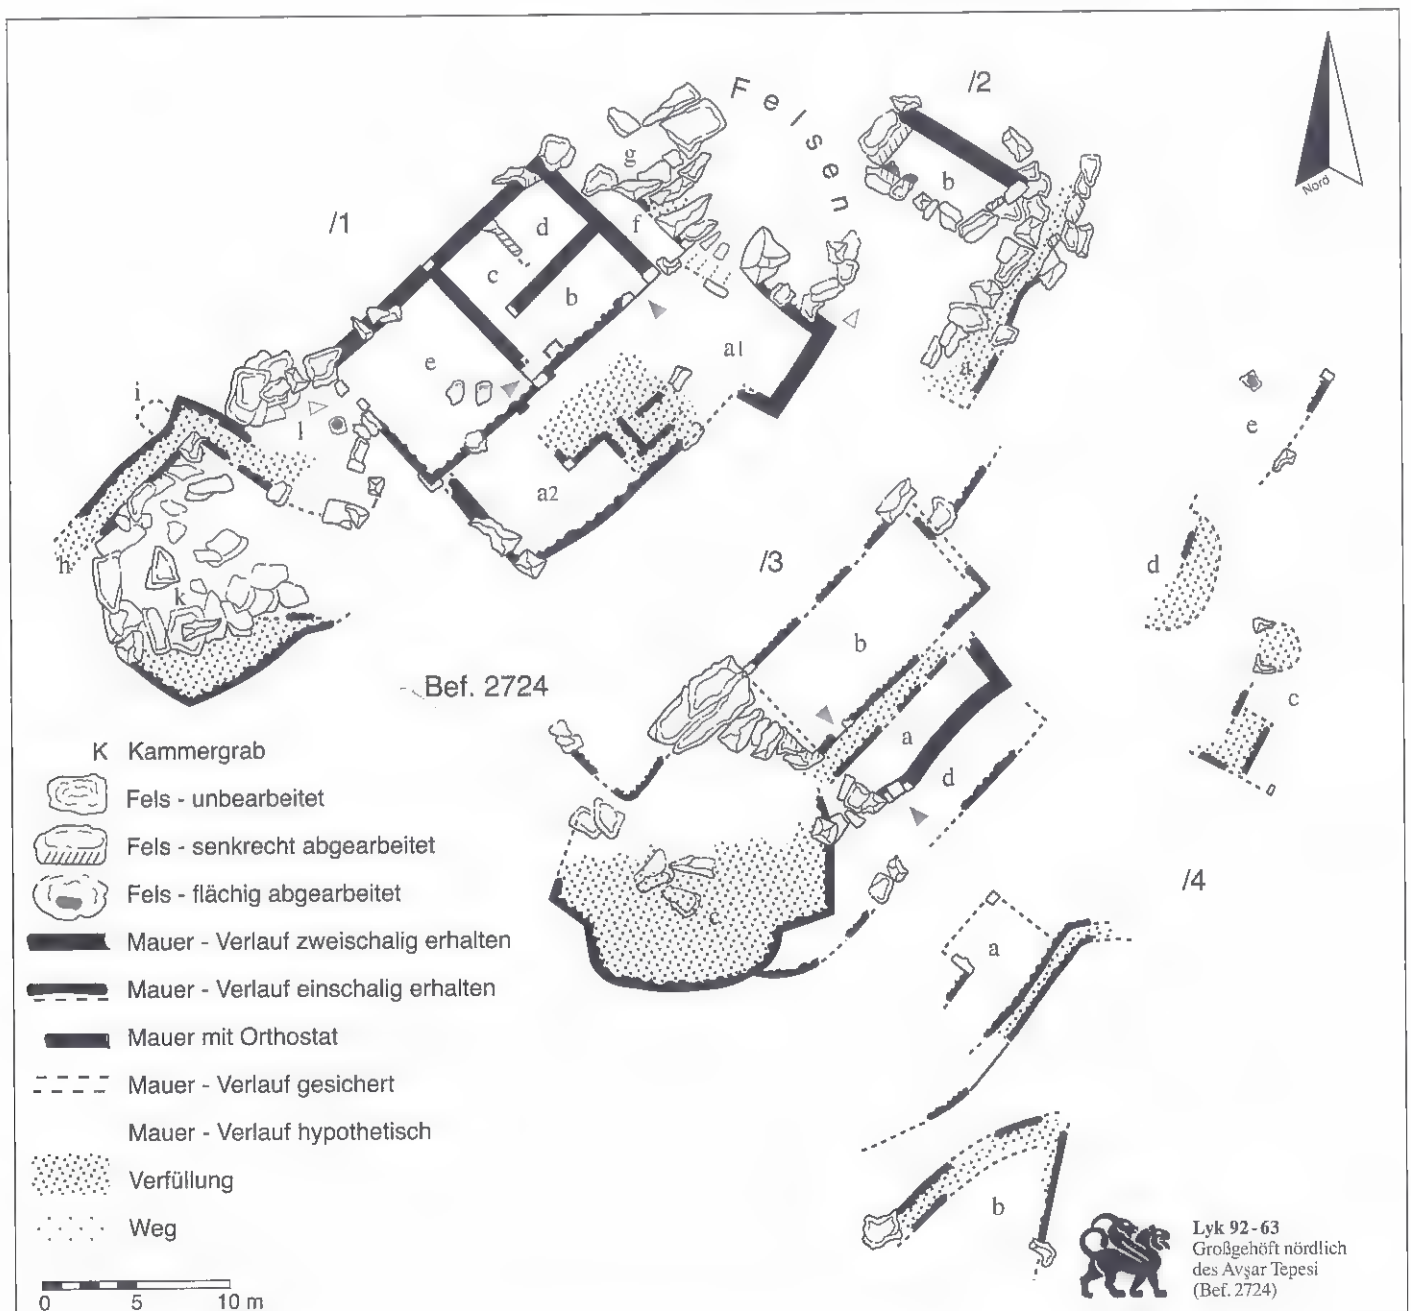 Felsen
/2
g
b
/1
d
f
c
b
a1
a
e
i
l
e
a2
d
h
/3
k
b
c
Bef. 2724
a
d
K Kammergrab
Fels - unbearbeitet
Fels - senkrecht abgearbeitet
c
/4
Fels - flächig abgearbeitet
Mauer - Verlauf zweischalig erhalten
a
Mauer - Verlauf einschalig erhalten
Mauer mit Orthostat
Mauer - Verlauf gesichert
Mauer - Verlauf hypothetisch
Verfüllung
b
Weg
Nord
Lyk 92-63
Großgehöft nördlich
des Avşar Tepesi
(Bef. 2724)
0 5 10 m